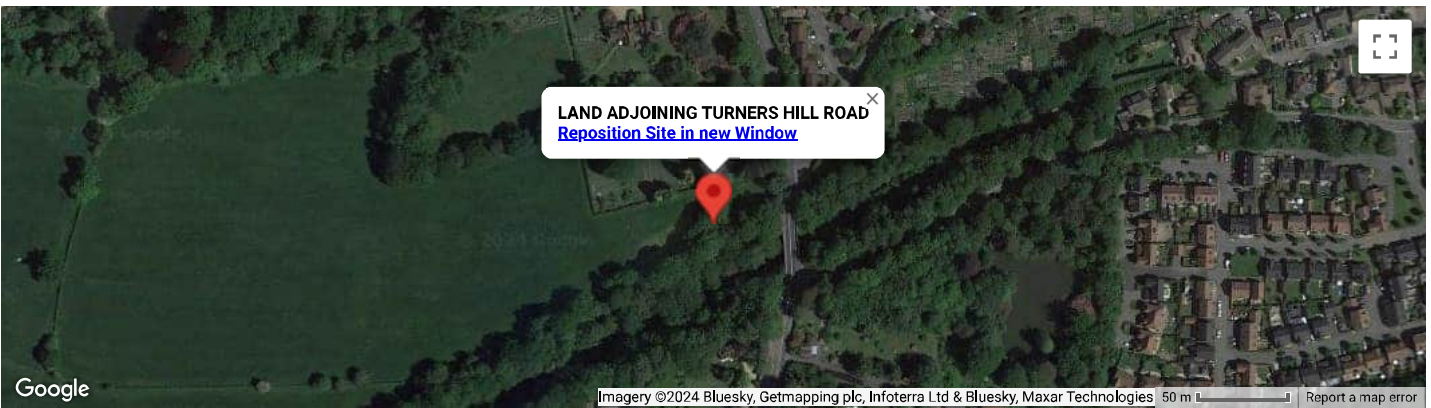 LAND ADJOINING TURNERS HILL ROAD
Reposition Site in new Window
Google
Imagery ©2024 Bluesky, Getmapping plc, Infoterra Ltd & Bluesky, Maxar Technologies
50 m
Report a map error